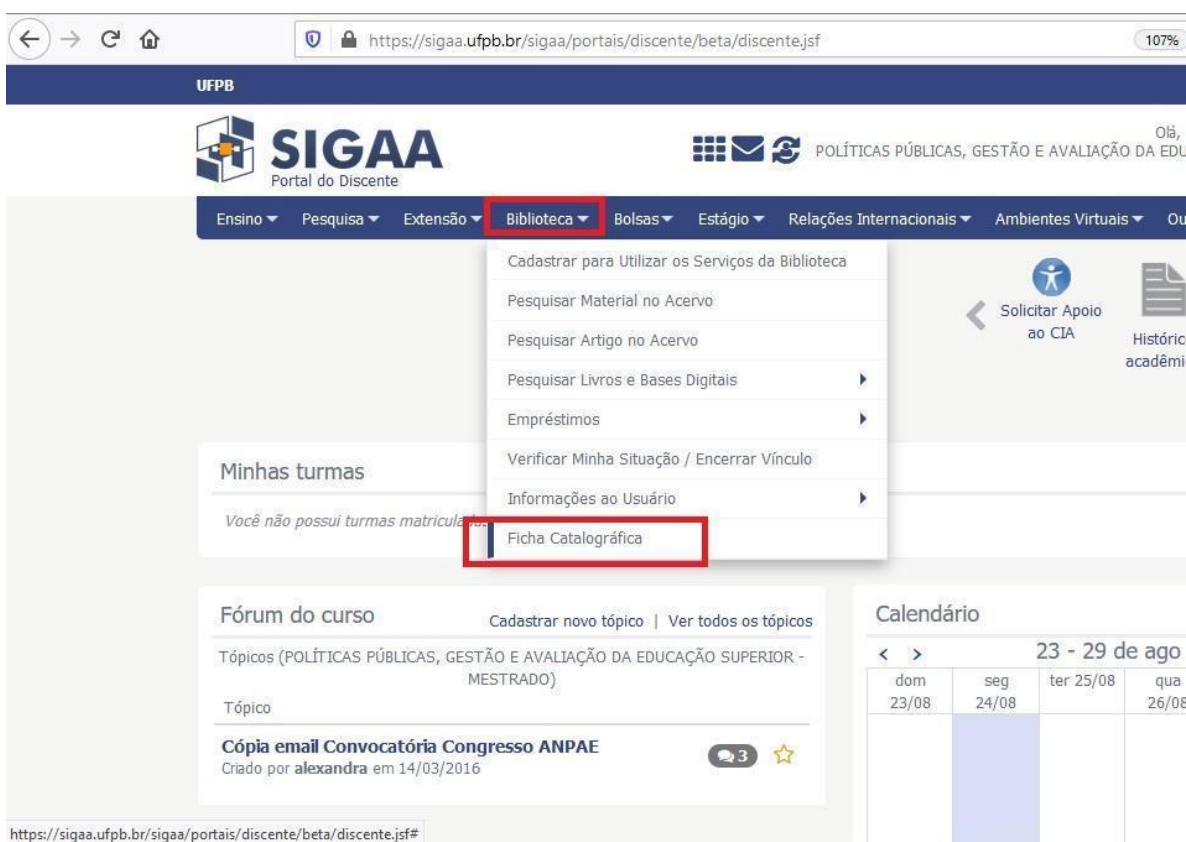 https://sigaa.ufpb.br/sigaa/portais/discente/beta/discente.jsf 107%
UFPB
SIGAA
Portal do Discente
Olá,
POLÍTICAS PÚBLICAS, GESTÃO E AVALIAÇÃO DA EDU
Ensino Pesquisa Extensão Biblioteca Bolsas Estágio Relações Internacionais Ambientes Virtuais Ou
Cadastrar para Utilizar os Serviços da Biblioteca
Pesquisar Material no Acervo
Pesquisar Artigo no Acervo
Pesquisar Livros e Bases Digitais
Empréstimos
Verificar Minha Situação / Encerrar Vínculo
Informações ao Usuário
Ficha Catalográfica
Solicitar Apoio
ao CIA
Históric
acadêmi
Minhas turmas
Você não possui turmas
Fórum do curso
Cadastrar novo tópico | Ver todos os tópicos
Tópicos (POLÍTICAS PÚBLICAS, GESTÃO E AVALIAÇÃO DA EDUCAÇÃO SUPERIOR -
MESTRADO)
Tópico
Cópia email Convocatória Congresso ANPAE
Criado por alexandra em 14/03/2016
3
Calendário
< > 23 - 29 de ago
dom seg ter 25/08 qua
23/08 24/08 26/08
https://sigaa.ufpb.br/sigaa/portais/discente/beta/discente.jsf#